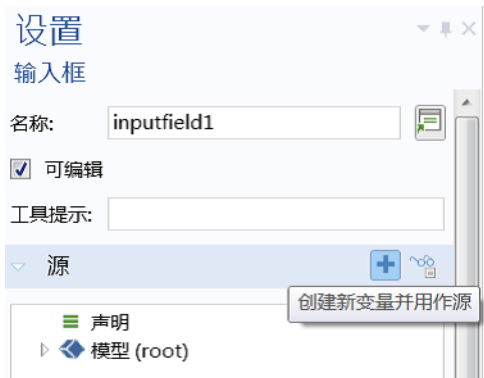 设置
输入框
名称: inputfield1
可编辑
工具提示:
源
创建新变量并用作源
声明
模型 (root)